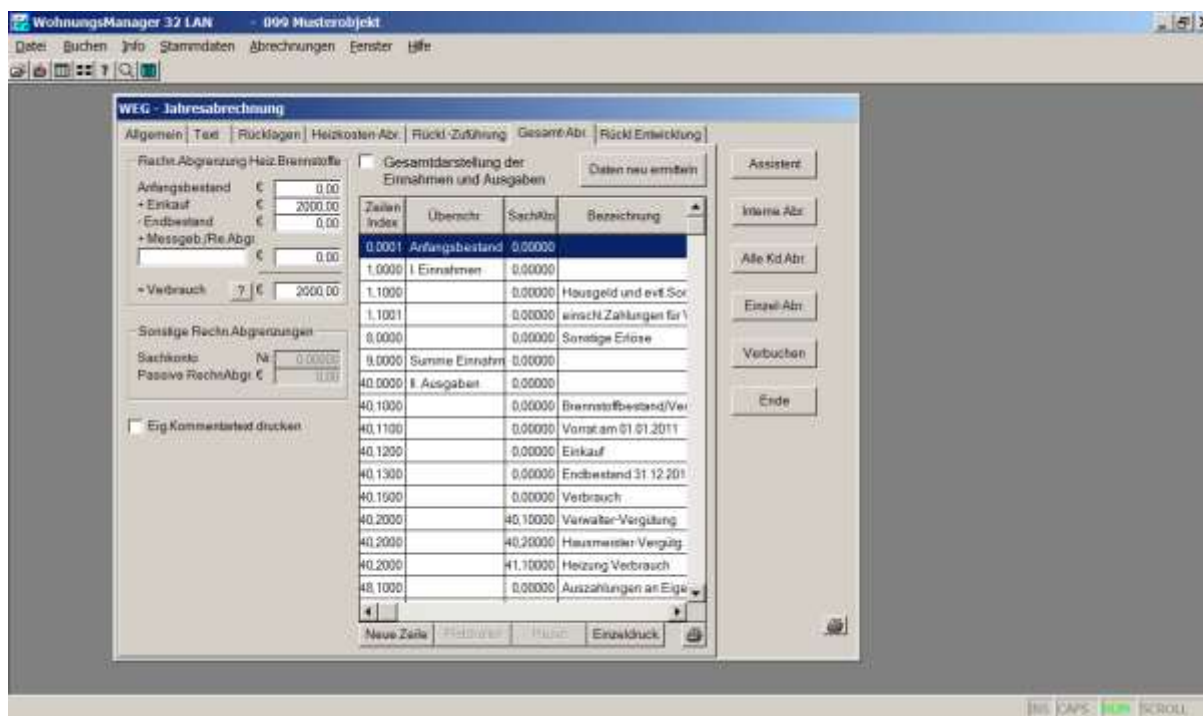 WohnungsManager 32 LAN - 099 Musterobjekt
Datei Buchen Info Stammdaten Abrechnungen Fenster Hilfe
WEG - Jahresabrechnung
Allgemein Text Rücklagen Heizkosten-Abr. Rückl.-Zuführung Gesamt-Abr. Rückl.Entwicklung
Rechn.Abgrenzung Heiz.Brennstoffe
Anfangsbestand € 0,00
+ Einkauf € 2000,00
- Endbestand € 0,00
+ Messgeb./Re.Abgr.
€ 0,00
= Verbrauch ? € 2000,00
Sonstige Rechn.Abgrenzungen
Sachkonto Nr. 0.00000
Passive RechnAbgr. € 0,00
Eig.Kommentartext drucken
Gesamtdarstellung der
Einnahmen und Ausgaben
Daten neu ermitteln
Zeilen Index Überschr. SachKto Bezeichnung
0,0001 Anfangsbestand 0,00000
1,0000 I. Einnahmen 0,00000
1,1000 0,00000 Hausgeld und evtl.Son
1,1001 0,00000 einschl.Zahlungen für V
8,0000 0,00000 Sonstige Erlöse
9,0000 Summe Einnahm 0,00000
40,0000 II. Ausgaben 0,00000
40,1000 0,00000 Brennstoffbestand/Ver
40,1100 0,00000 Vorrat am 01.01.2011
40,1200 0,00000 Einkauf
40,1300 0,00000 Endbestand 31.12.201
40,1500 0,00000 Verbrauch
40,2000 40,10000 Verwalter-Vergütung
40,2000 40,20000 Hausmeister-Vergütg.
40,2000 41,10000 Heizung Verbrauch
48,1000 0,00000 Auszahlungen an Eige
Neue Zeile Einzeldruck
Assistent
Interne Abr.
Alle Kd.Abr.
Einzel-Abr.
Verbuchen
Ende
INS CAPS NUM SCROLL